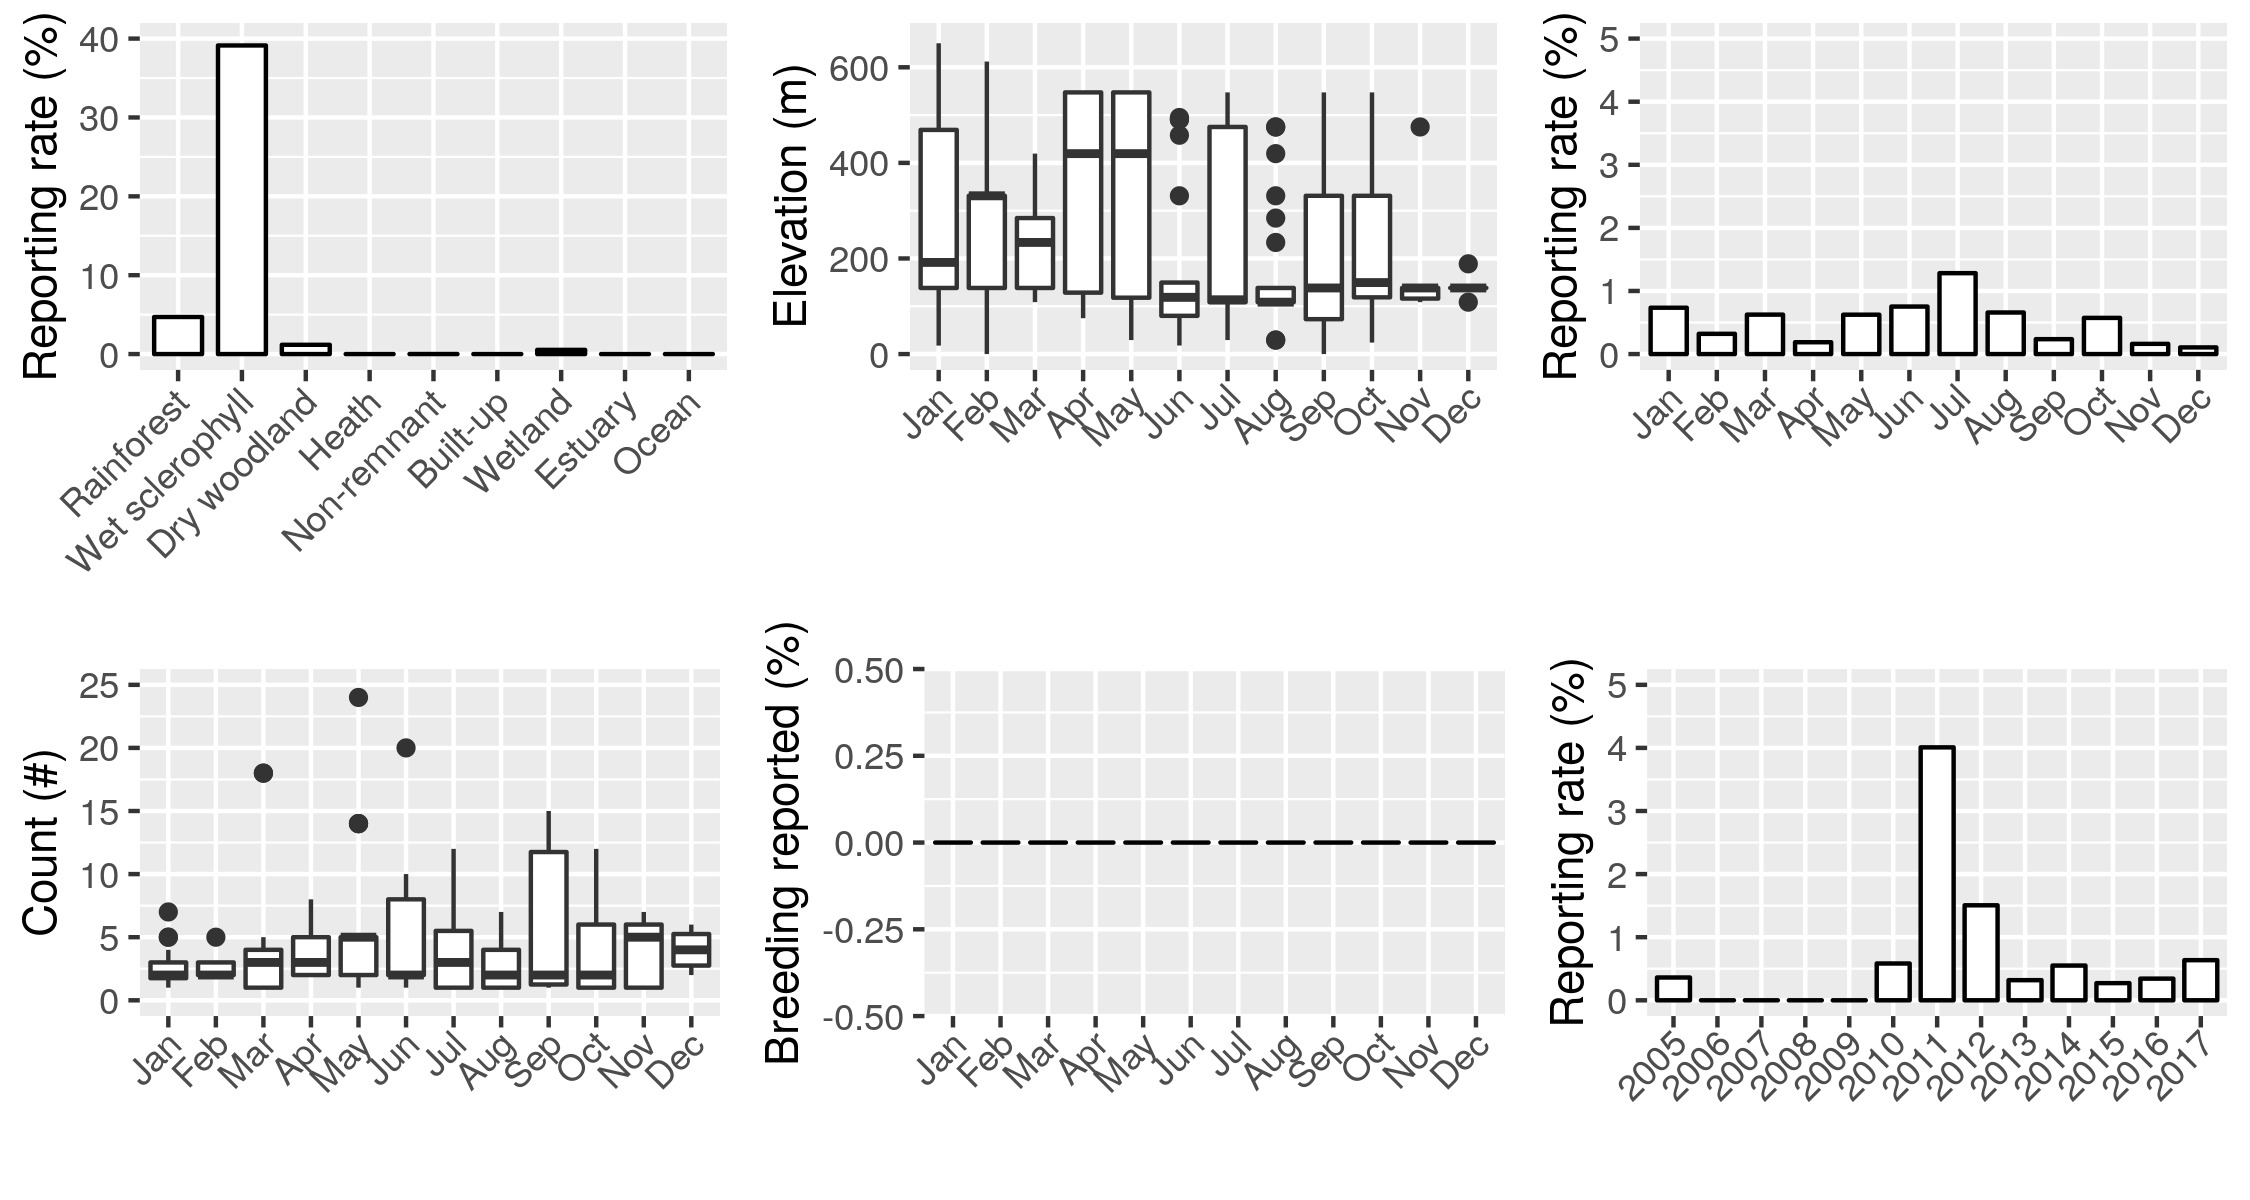 Reporting rate (%)
40
30
20
10
0
Rainforest
Wet sclerophyll
Dry woodland
Heath
Non-remnant
Built-up
Wetland
Estuary
Ocean
Elevation (m)
600
400
200
0
Jan
Feb
Mar
Apr
May
Jun
Jul
Aug
Sep
Oct
Nov
Dec
Reporting rate (%)
5
4
3
2
1
0
Jan
Feb
Mar
Apr
May
Jun
Jul
Aug
Sep
Oct
Nov
Dec
Count (#)
25
20
15
10
5
0
Jan
Feb
Mar
Apr
May
Jun
Jul
Aug
Sep
Oct
Nov
Dec
Breeding reported (%)
0.50
0.25
0.00
-0.25
-0.50
Jan
Feb
Mar
Apr
May
Jun
Jul
Aug
Sep
Oct
Nov
Dec
Reporting rate (%)
5
4
3
2
1
0
2005
2006
2007
2008
2009
2010
2011
2012
2013
2014
2015
2016
2017